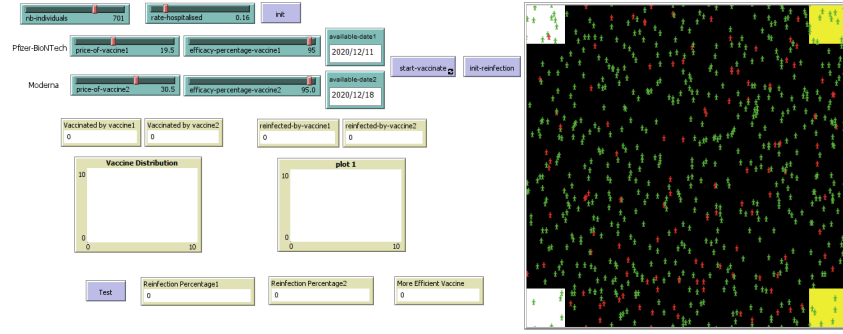 nb-individuals 701
rate-hospitalised 0.16
init
Pfizer-BioNTech
price-of-vaccine1 19.5
efficacy-percentage-vaccine1 95
available-date1
2020/12/11
start-vaccinate
init-reinfection
Moderna
price-of-vaccine2 30.5
efficacy-percentage-vaccine2 95.0
available-date2
2020/12/18
Vaccinated by vaccine1
0
Vaccinated by vaccine2
0
reinfected-by-vaccine1
0
reinfected-by-vaccine2
0
Vaccine Distribution
10
0
0 10
plot 1
10
0
0 10
Test
Reinfection Percentage1
0
Reinfection Percentage2
0
More Efficient Vaccine
0